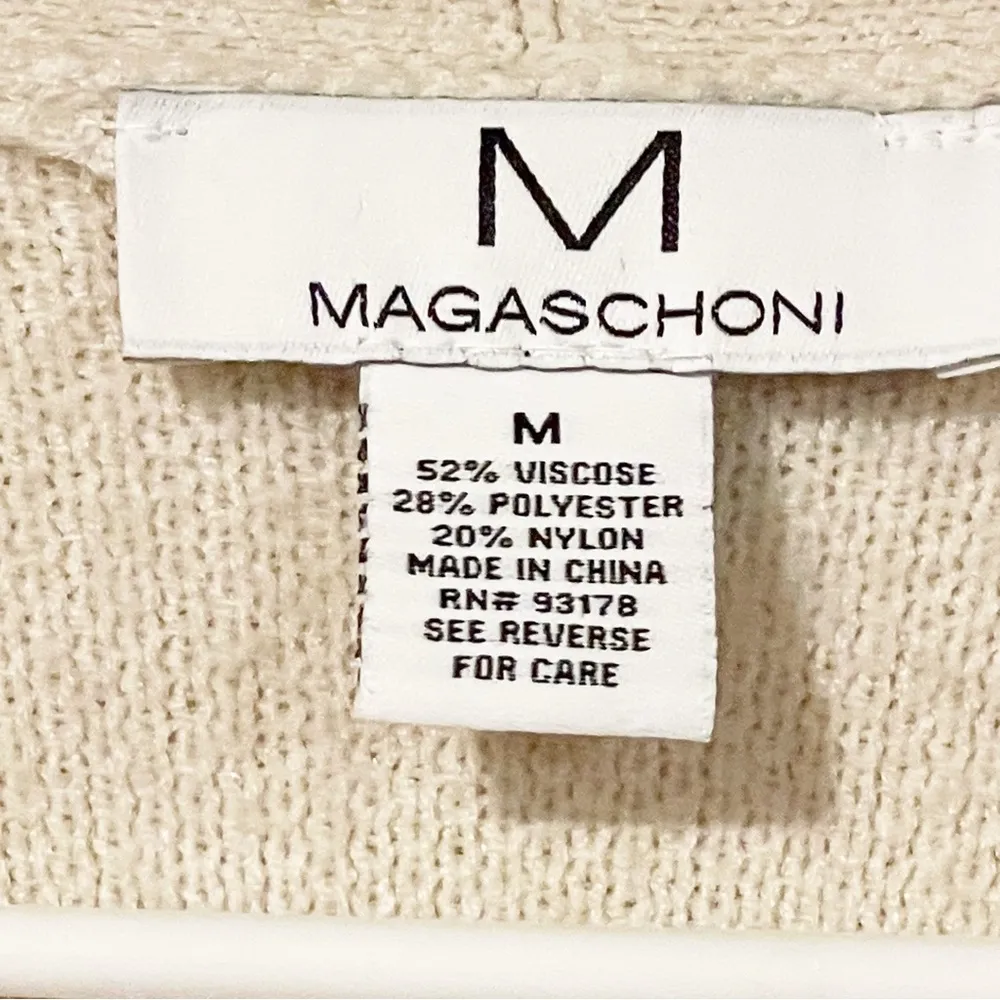 M
MAGASCHONI
M
52% VISCOSE
28% POLYESTER
20% NYLON
MADE IN CHINA
RN# 93178
SEE REVERSE
FOR CARE